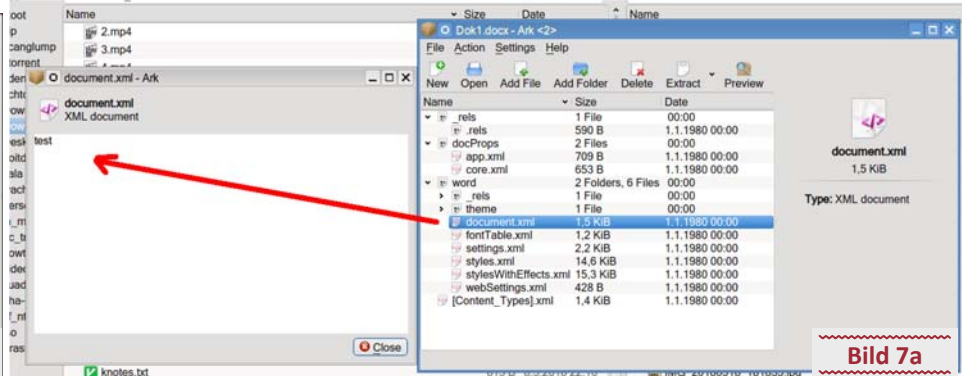 Name
Size
Date
Name
2.mp4
3.mp4
document.xml - Ark
document.xml
XML document
test
Close
knotes.txt
Dok1.docx - Ark <2>
File Action Settings Help
New Open Add File Add Folder Delete Extract Preview
Name Size Date
_rels 1 File 00:00
.rels 590 B 1.1.1980 00:00
docProps 2 Files 00:00
app.xml 709 B 1.1.1980 00:00
core.xml 653 B 1.1.1980 00:00
word 2 Folders, 6 Files 00:00
_rels 1 File 00:00
theme 1 File 00:00
document.xml 1,5 KiB 1.1.1980 00:00
fontTable.xml 1,2 KiB 1.1.1980 00:00
settings.xml 2,2 KiB 1.1.1980 00:00
styles.xml 14,6 KiB 1.1.1980 00:00
stylesWithEffects.xml 15,3 KiB 1.1.1980 00:00
webSettings.xml 428 B 1.1.1980 00:00
[Content_Types].xml 1,4 KiB 1.1.1980 00:00
document.xml
1,5 KiB
Type: XML document
Bild 7a